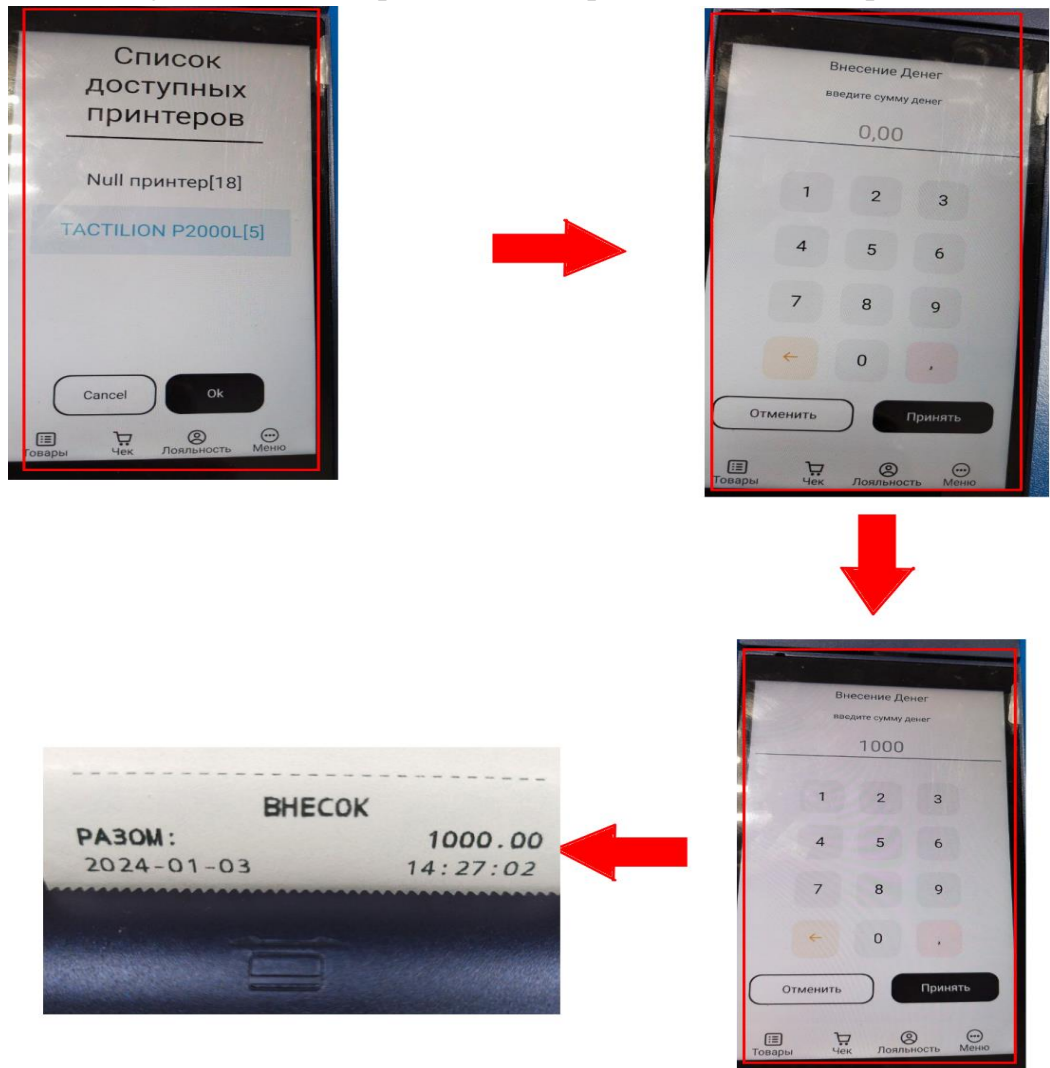 Список
доступных
принтеров
Null принтер[18]
TACTILION P2000L[5]
Cancel
Ok
Товары
Чек
Лояльность
Меню
Внесение Денег
введите сумму денег
0,00
1 2 3
4 5 6
7 8 9
← 0 ,
Отменить
Принять
Товары
Чек
Лояльность
Меню
Внесение Денег
введите сумму денег
1000
1 2 3
4 5 6
7 8 9
← 0 ,
Отменить
Принять
Товары
Чек
Лояльность
Меню
ВНЕСОК
РАЗОМ: 1000.00
2024-01-03 14:27:02